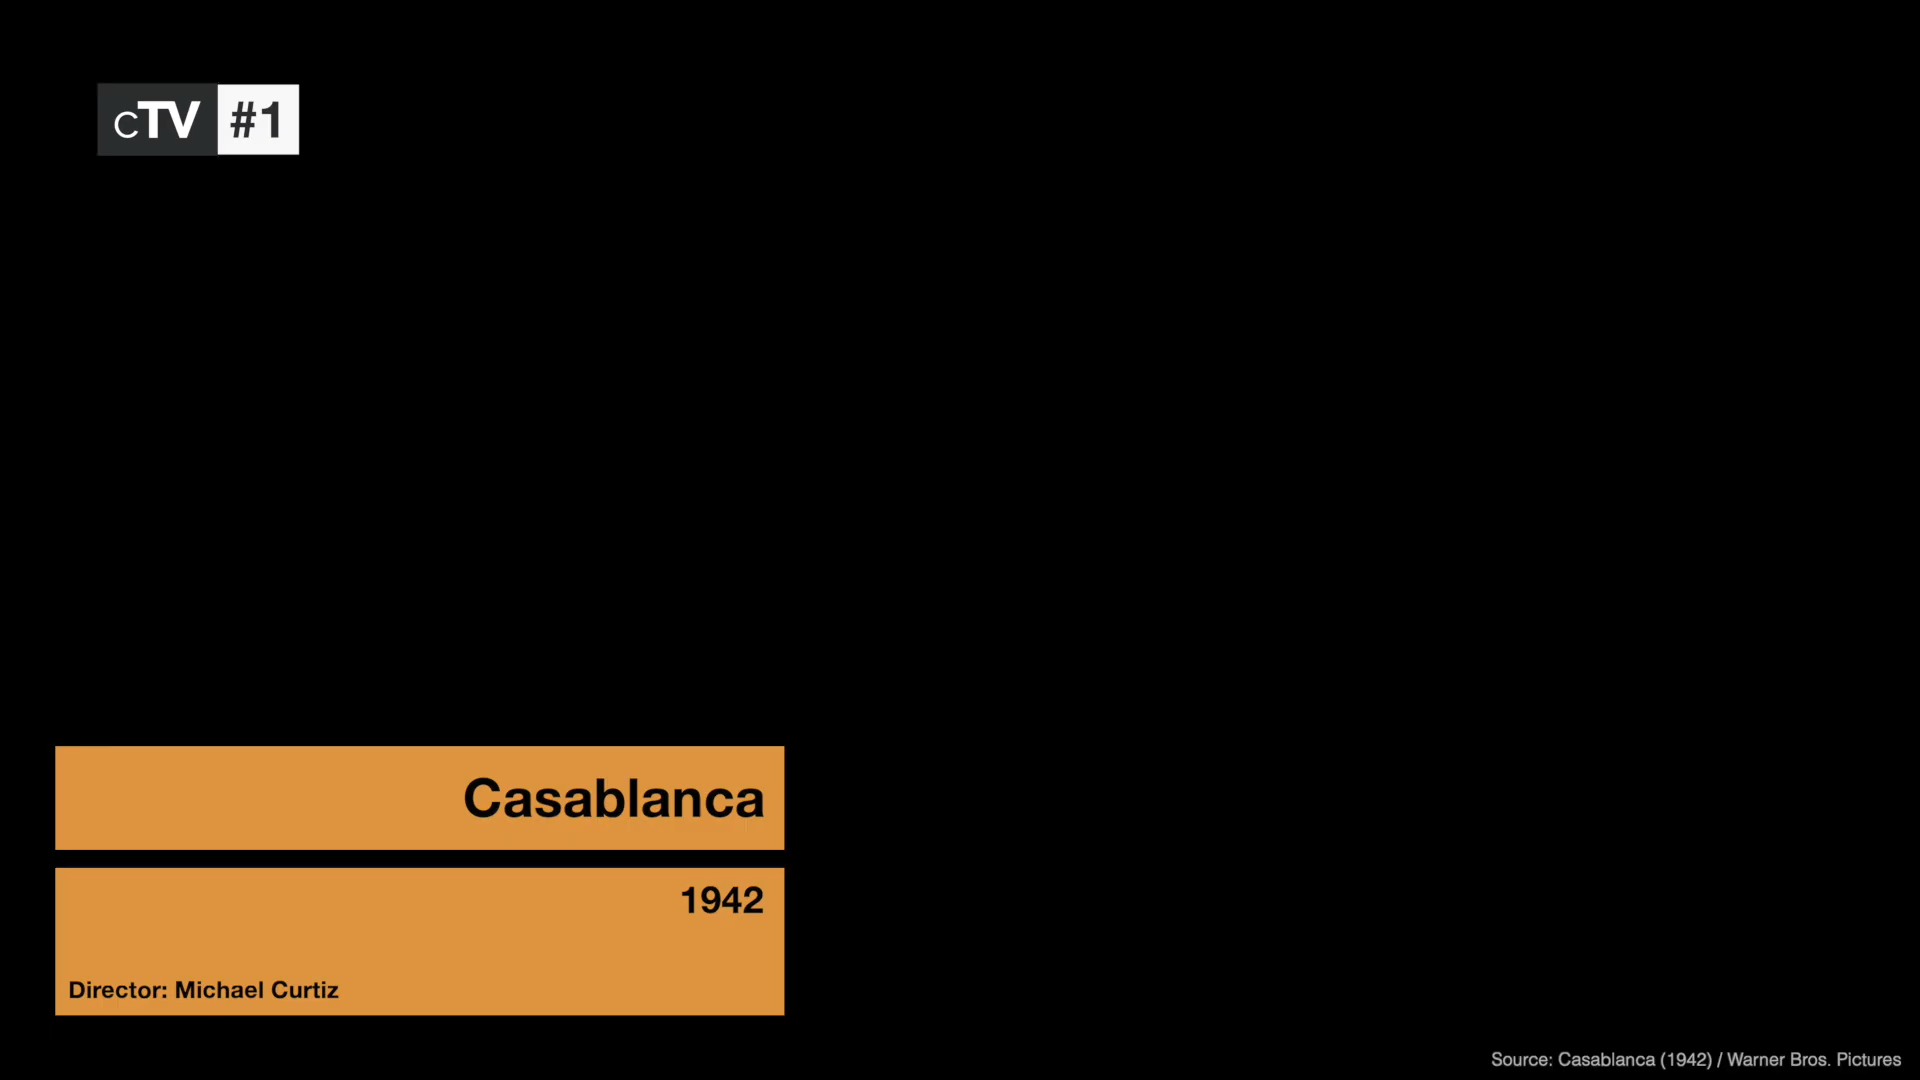 cTV #1
Casablanca
1942
Director: Michael Curtiz
Source: Casablanca (1942) / Warner Bros. Pictures